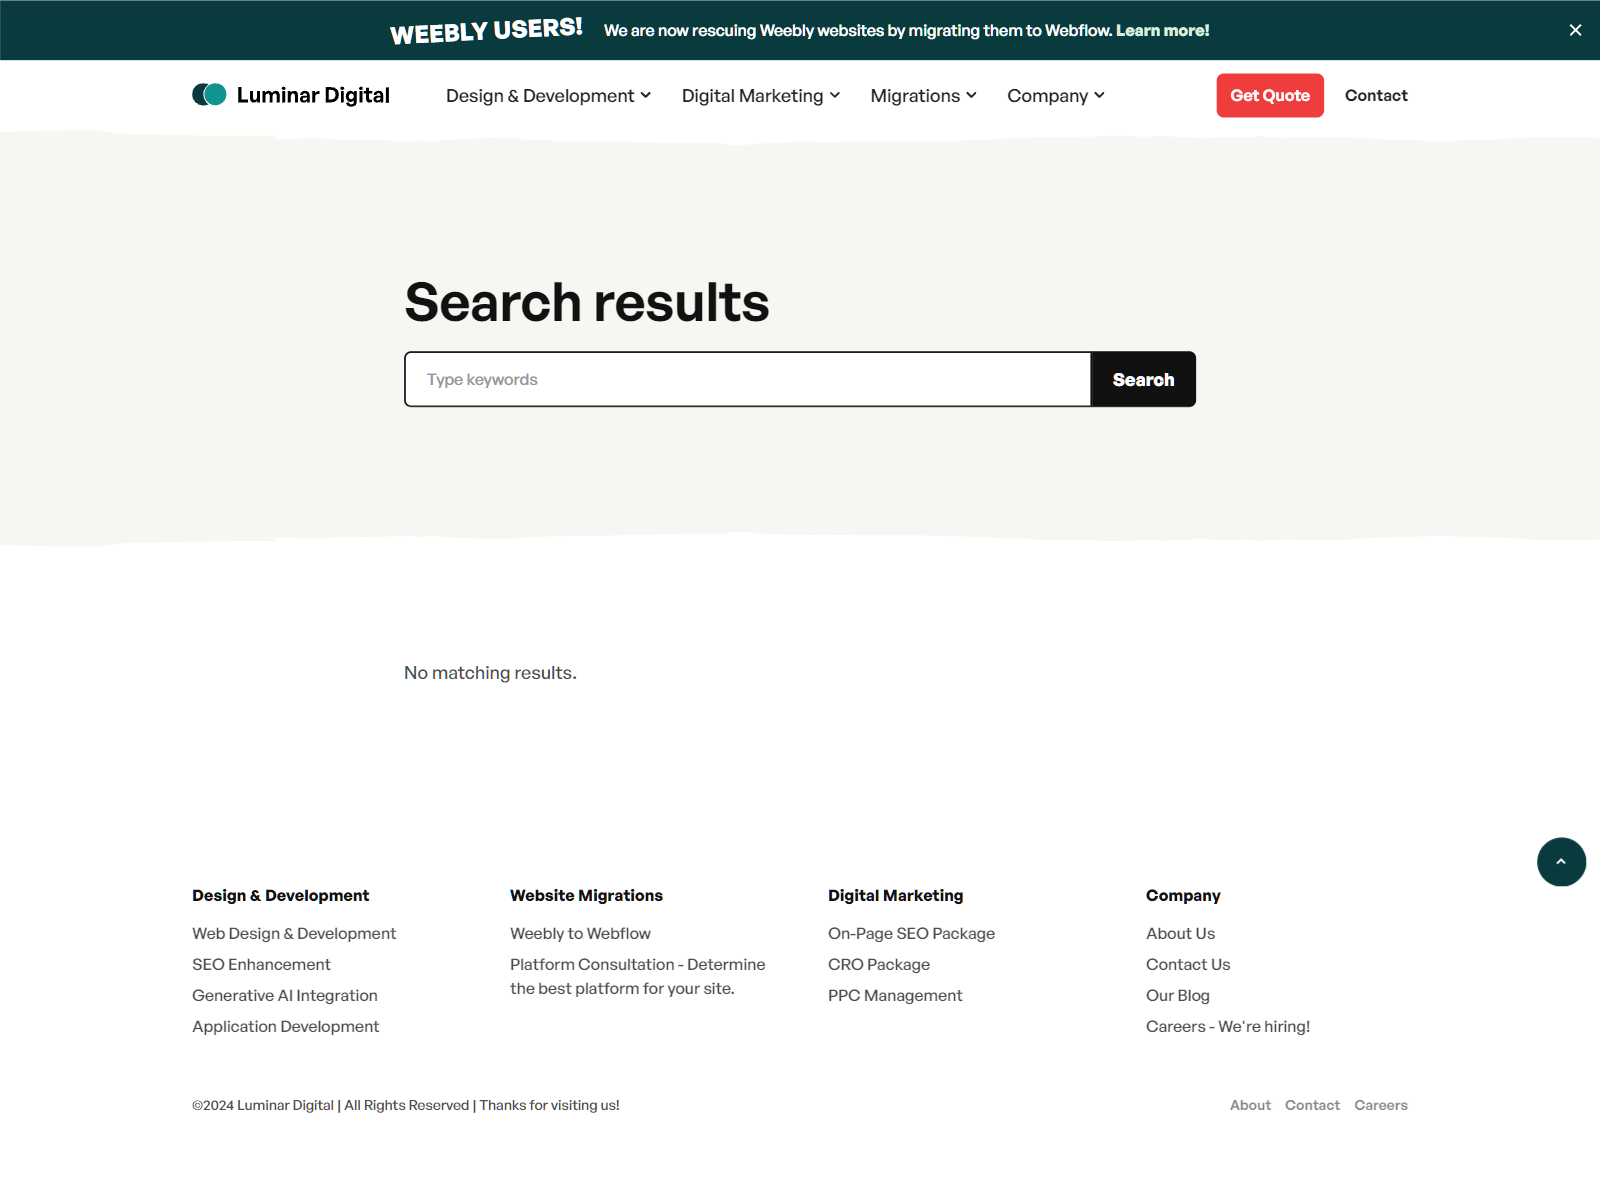 WEEBLY USERS! We are now rescuing Weebly websites by migrating them to Webflow. Learn more!
Luminar Digital Design & Development Digital Marketing Migrations Company Get Quote Contact
Search results
Type keywords Search
No matching results.
Design & Development
Web Design & Development
SEO Enhancement
Generative AI Integration
Application Development
Website Migrations
Weebly to Webflow
Platform Consultation - Determine
the best platform for your site.
Digital Marketing
On-Page SEO Package
CRO Package
PPC Management
Company
About Us
Contact Us
Our Blog
Careers - We're hiring!
©2024 Luminar Digital | All Rights Reserved | Thanks for visiting us!
About Contact Careers